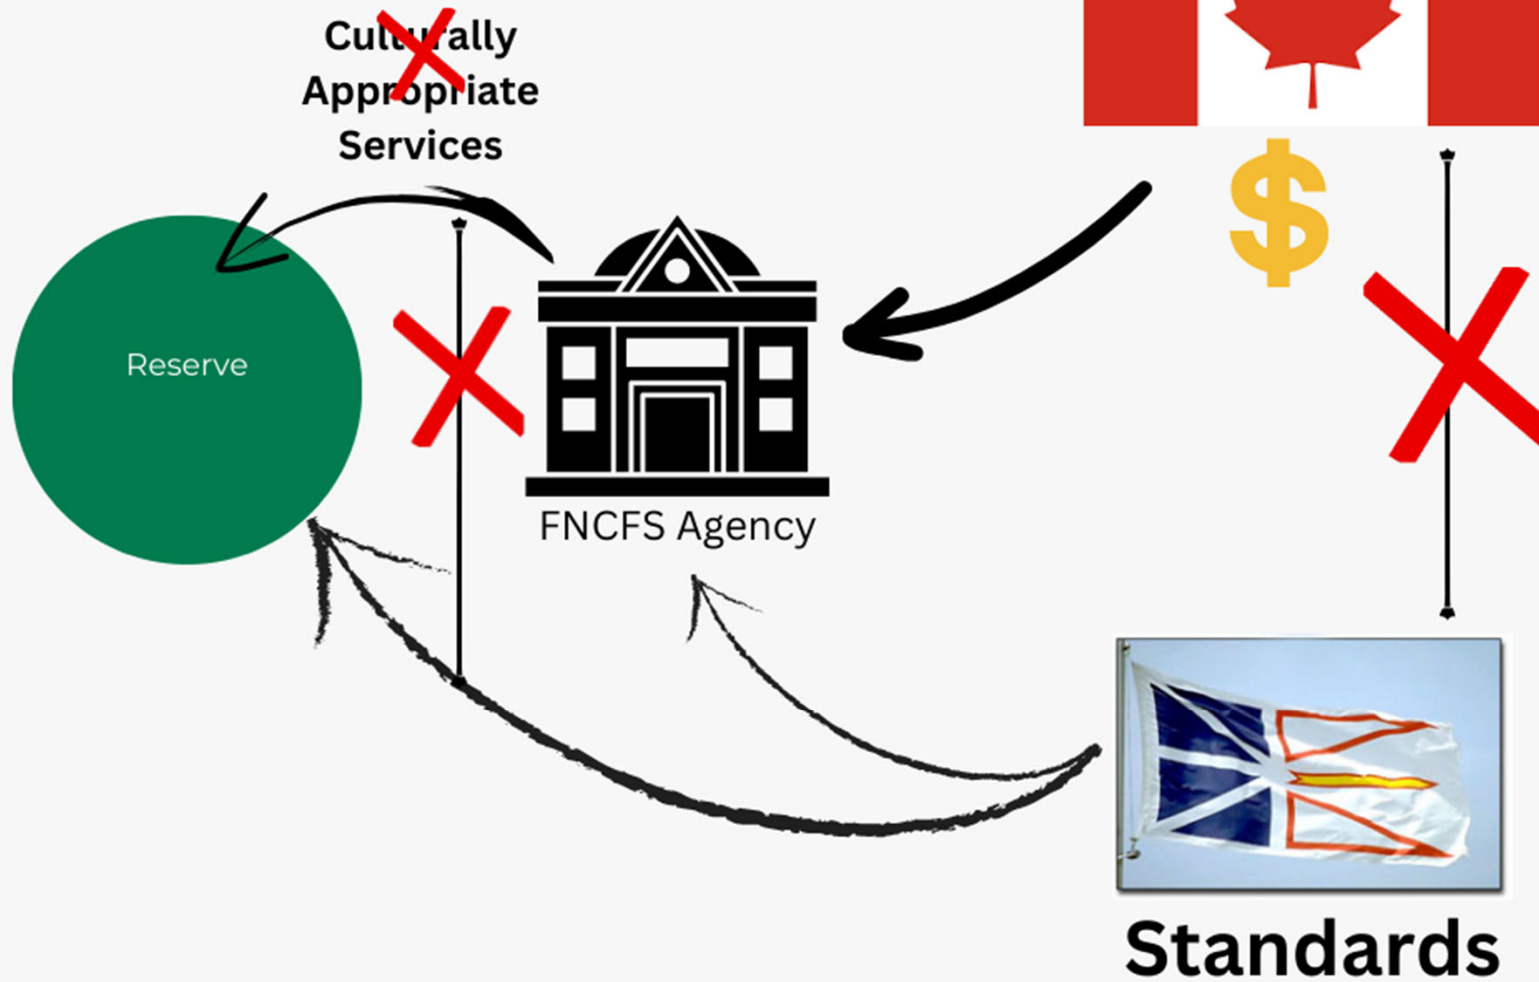 Culturally
Appropriate
Services
$
Reserve
FNCFS Agency
Standards